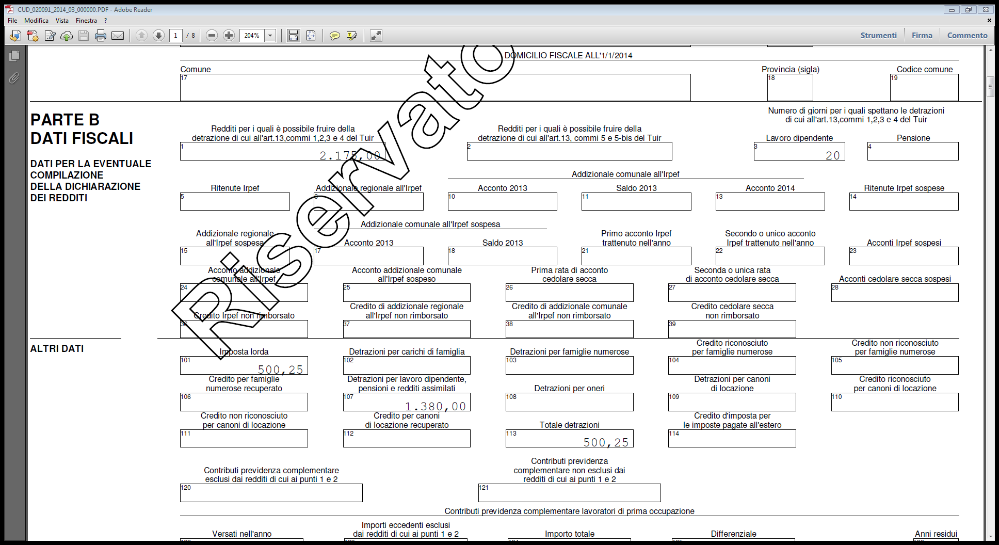 CUD_020091_2014_03_000000.PDF - Adobe Reader
File Modifica Vista Finestra ?
1 / 8 204% Strumenti Firma Commento
DOMICILIO FISCALE ALL'1/1/2014
Comune Provincia (sigla) Codice comune
17 18 19
PARTE B
DATI FISCALI
DATI PER LA EVENTUALE
COMPILAZIONE
DELLA DICHIARAZIONE
DEI REDDITI
Numero di giorni per i quali spettano le detrazioni
di cui all'art.13,commi 1,2,3 e 4 del Tuir
Redditi per i quali è possibile fruire della Redditi per i quali è possibile fruire della
detrazione di cui all'art.13,commi 1,2,3 e 4 del Tuir detrazione di cui all'art.13, commi 5 e 5-bis del Tuir Lavoro dipendente Pensione
1 2.175,00 2 3 20 4
Addizionale comunale all'Irpef
Ritenute Irpef Addizionale regionale all'Irpef Acconto 2013 Saldo 2013 Acconto 2014 Ritenute Irpef sospese
5 6 10 11 13 14
Addizionale comunale all'Irpef sospesa
Addizionale regionale Primo acconto Irpef Secondo o unico acconto
all'Irpef sospesa Acconto 2013 Saldo 2013 trattenuto nell'anno Irpef trattenuto nell'anno Acconti Irpef sospesi
15 17 18 21 22 23
Acconto addizionale Acconto addizionale comunale Prima rata di acconto Seconda o unica rata
comunale all'Irpef all'Irpef sospeso cedolare secca di acconto cedolare secca Acconti cedolare secca sospesi
24 25 26 27 28
Credito di addizionale regionale Credito di addizionale comunale Credito cedolare secca
Credito Irpef non rimborsato all'Irpef non rimborsato all'Irpef non rimborsato non rimborsato
36 37 38 39
Riservato
ALTRI DATI
Credito riconosciuto Credito non riconosciuto
Imposta lorda Detrazioni per carichi di famiglia Detrazioni per famiglie numerose per famiglie numerose per famiglie numerose
101 500,25 102 103 104 105
Credito per famiglie Detrazioni per lavoro dipendente, Detrazioni per canoni Credito riconosciuto
numerose recuperato pensioni e redditi assimilati Detrazioni per oneri di locazione per canoni di locazione
106 107 1.380,00 108 109 110
Credito non riconosciuto Credito per canoni Credito d'imposta per
per canoni di locazione di locazione recuperato Totale detrazioni le imposte pagate all'estero
111 112 113 500,25 114
Contributi previdenza
Contributi previdenza complementare complementare non esclusi dai
esclusi dai redditi di cui ai punti 1 e 2 redditi di cui ai punti 1 e 2
120 121
Contributi previdenza complementare lavoratori di prima occupazione
Importi eccedenti esclusi
Versati nell'anno dai redditi di cui ai punti 1 e 2 Importo totale Differenziale Anni residui